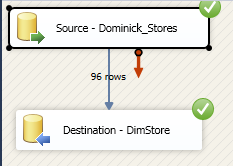 Source - Dominick_Stores
96 rows
Destination - DimStore